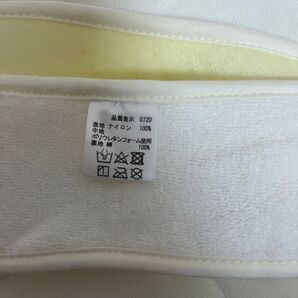 品質表示 0720
表地 ナイロン 100%
中地
ポリウレタンフォーム使用
裏地 綿 100%